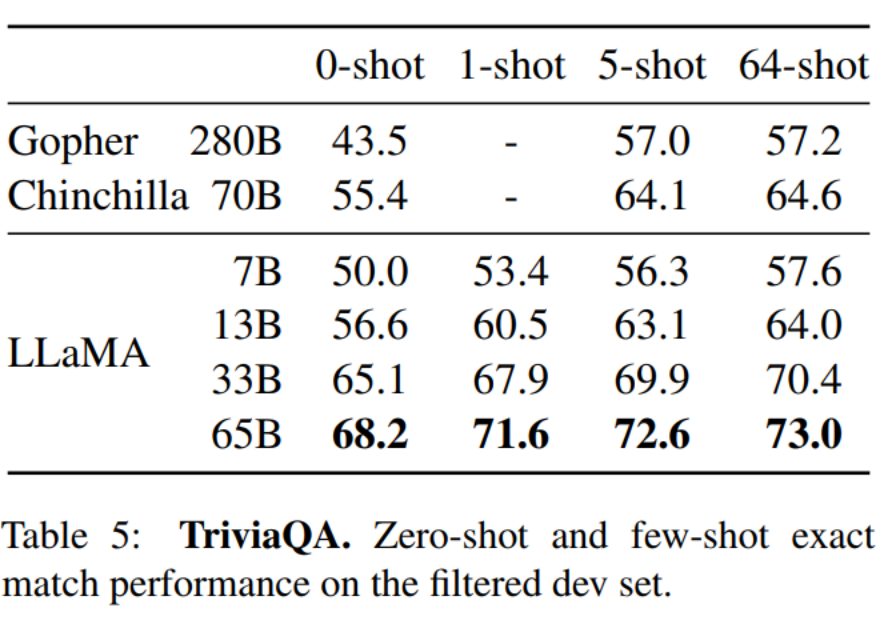 0-shot 1-shot 5-shot 64-shot
Gopher 280B 43.5 - 57.0 57.2
Chinchilla 70B 55.4 - 64.1 64.6
7B 50.0 53.4 56.3 57.6
13B 56.6 60.5 63.1 64.0
LLaMA
33B 65.1 67.9 69.9 70.4
65B 68.2 71.6 72.6 73.0
Table 5: TriviaQA. Zero-shot and few-shot exact
match performance on the filtered dev set.